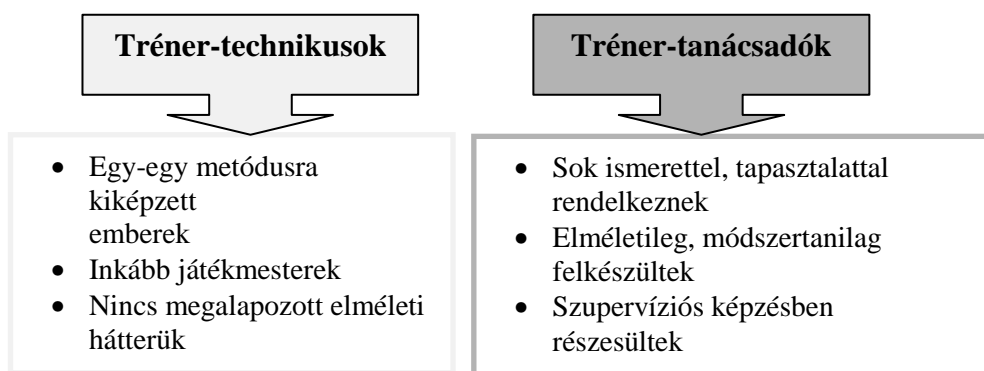 Tréner-technikusok
• Egy-egy metódusra
kiképzett
emberek
• Inkább játékmesterek
• Nincs megalapozott elméleti
hátterük
Tréner-tanácsadók
• Sok ismerettel, tapasztalattal
rendelkeznek
• Elméletileg, módszertanilag
felkészültek
• Szupervíziós képzésben
részesültek